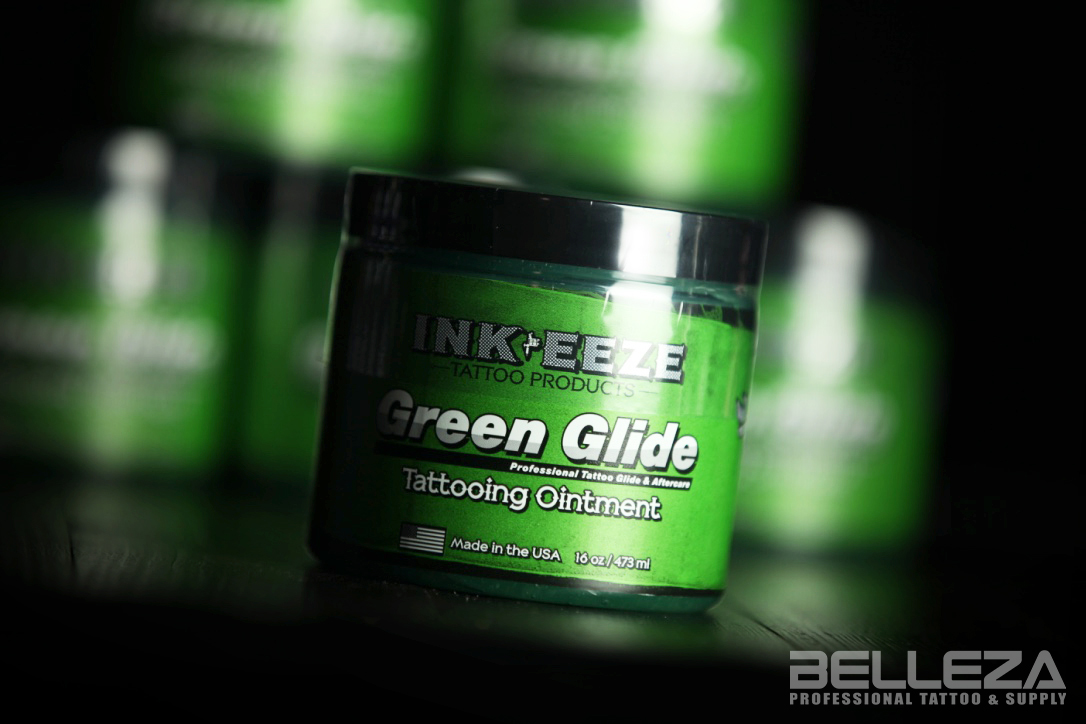 INK-EEZE
TATTOO PRODUCTS
Green Glide
Professional Tattoo Glide & Aftercare
Tattooing Ointment
Made in the USA 16 oz / 473 ml
BELLEZA
PROFESSIONAL TATTOO & SUPPLY